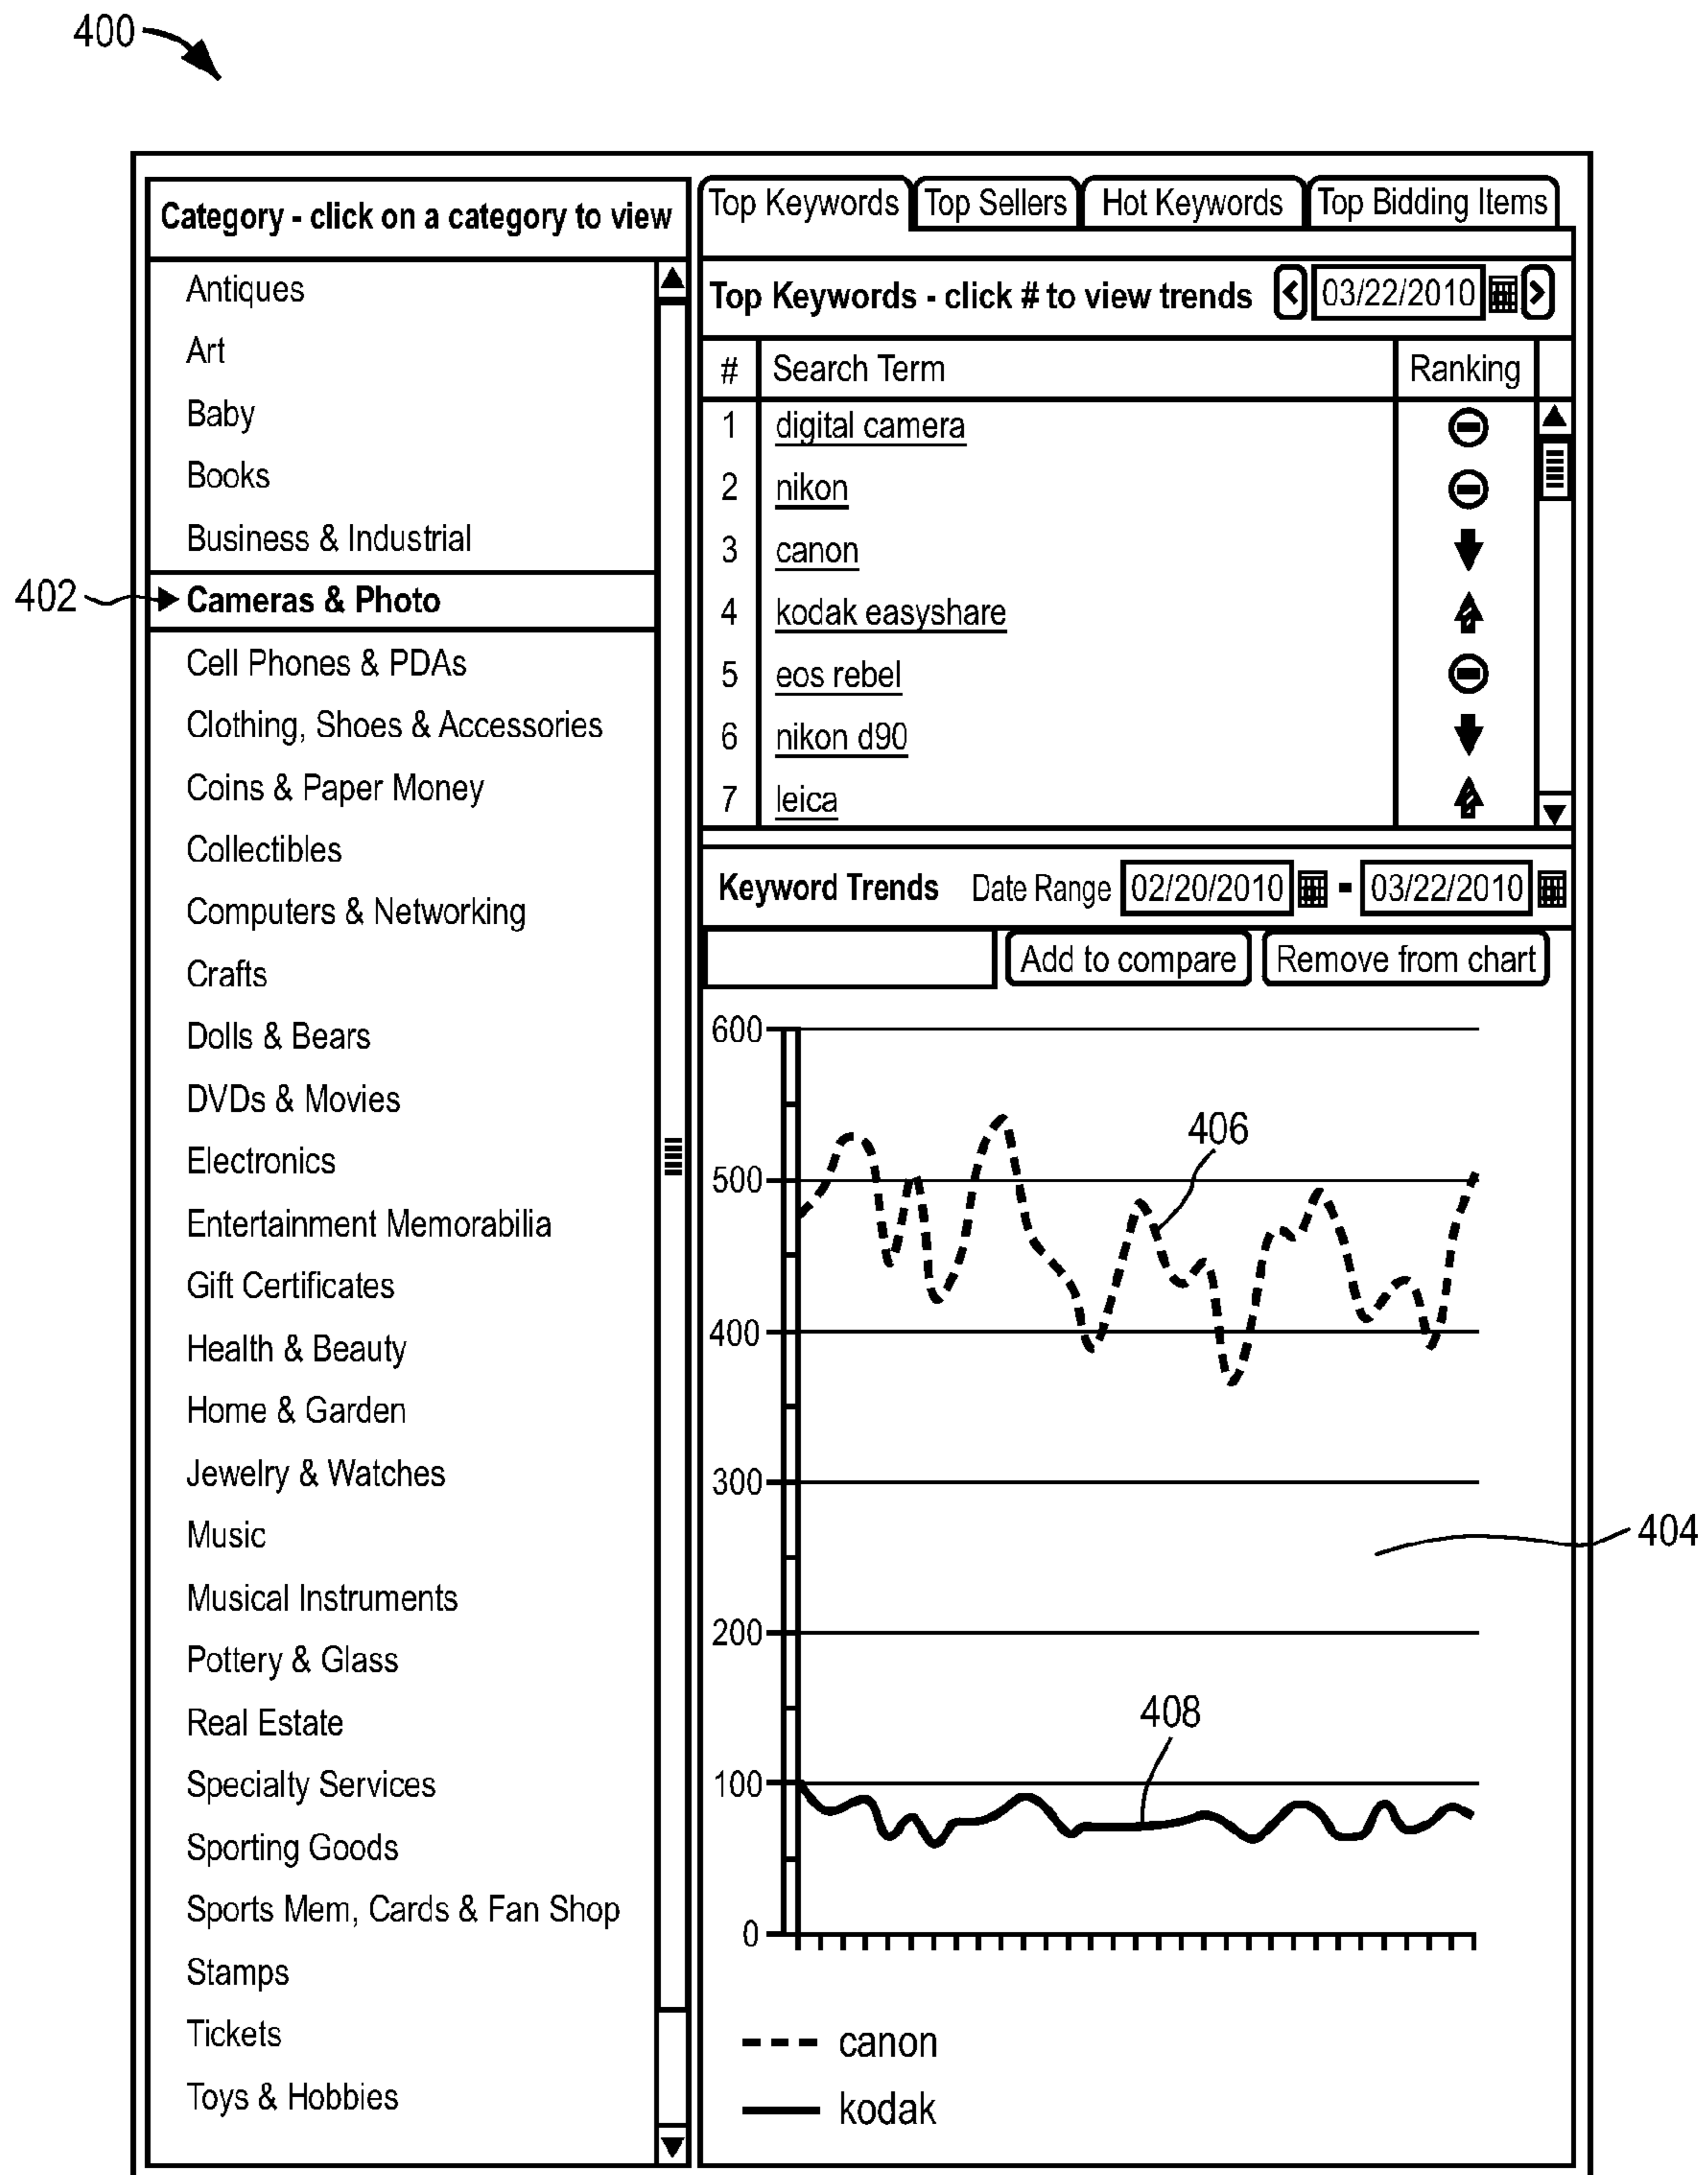 400
Category - click on a category to view
Antiques
Art
Baby
Books
Business & Industrial
402
Cameras & Photo
Cell Phones & PDAs
Clothing, Shoes & Accessories
Coins & Paper Money
Collectibles
Computers & Networking
Crafts
Dolls & Bears
DVDs & Movies
Electronics
Entertainment Memorabilia
Gift Certificates
Health & Beauty
Home & Garden
Jewelry & Watches
Music
Musical Instruments
Pottery & Glass
Real Estate
Specialty Services
Sporting Goods
Sports Mem, Cards & Fan Shop
Stamps
Tickets
Toys & Hobbies
Top Keywords Top Sellers Hot Keywords Top Bidding Items
Top Keywords - click # to view trends < 03/22/2010 >
# Search Term Ranking
1 digital camera
2 nikon
3 canon
4 kodak easyshare
5 eos rebel
6 nikon d90
7 leica
Keyword Trends Date Range 02/20/2010 - 03/22/2010
Add to compare Remove from chart
600
406
500
400
300
404
200
408
100
0
canon
kodak